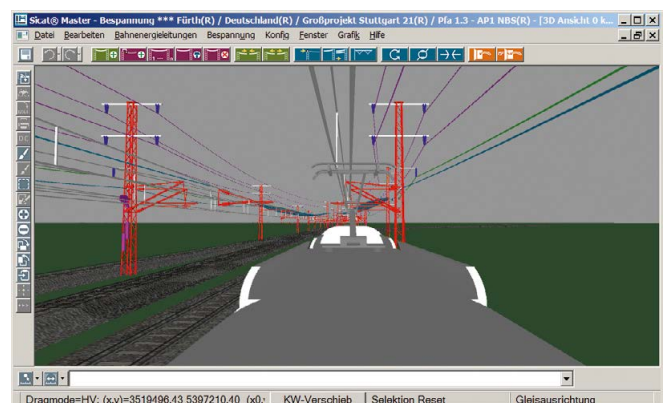 Sicat® Master - Bespannung *** Fürth(R) / Deutschland(R) / Großprojekt Stuttgart 21(R) / Pfa 1.3 - AP1 NBS(R) - [3D Ansicht 0 k...
Datei Bearbeiten Bahnenergieleitungen Bespannung Konfig Fenster Grafik Hilfe
Dragmode=HV; (x,y)=3519496.43 5397210.40 (x0, KW-Verschieb Selektion Reset Gleisausrichtung